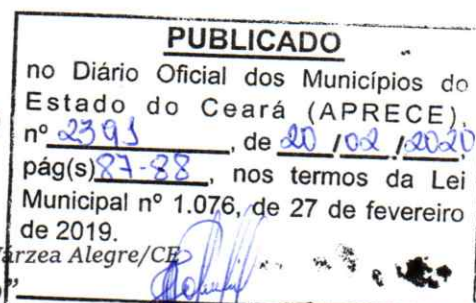 PUBLICADO
no Diário Oficial dos Municípios do
Estado do Ceará (APRECE),
nº 2391, de 20/02/2020
pág(s) 87-88, nos termos da Lei
Municipal nº 1.076, de 27 de fevereiro
de 2019.
Várzea Alegre/CE